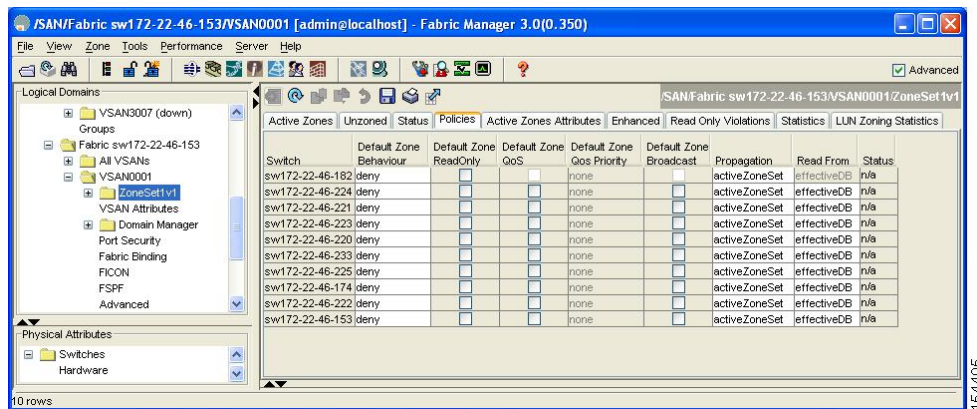 /SAN/Fabric sw172-22-46-153/VSAN0001 [admin@localhost] - Fabric Manager 3.0(0.350)
File View Zone Tools Performance Server Help
Advanced
Logical Domains
VSAN3007 (down)
Groups
Fabric sw172-22-46-153
All VSANs
VSAN0001
ZoneSet1v1
VSAN Attributes
Domain Manager
Port Security
Fabric Binding
FICON
FSPF
Advanced
Physical Attributes
Switches
Hardware
/SAN/Fabric sw172-22-46-153/VSAN0001/ZoneSet1v1
Active Zones Unzoned Status Policies Active Zones Attributes Enhanced Read Only Violations Statistics LUN Zoning Statistics
Default Zone Default Zone Default Zone Default Zone Default Zone
Switch Behaviour ReadOnly QoS Qos Priority Broadcast Propagation Read From Status
sw172-22-46-182 deny none activeZoneSet effectiveDB n/a
sw172-22-46-224 deny none activeZoneSet effectiveDB n/a
sw172-22-46-221 deny none activeZoneSet effectiveDB n/a
sw172-22-46-223 deny none activeZoneSet effectiveDB n/a
sw172-22-46-220 deny none activeZoneSet effectiveDB n/a
sw172-22-46-233 deny none activeZoneSet effectiveDB n/a
sw172-22-46-225 deny none activeZoneSet effectiveDB n/a
sw172-22-46-174 deny none activeZoneSet effectiveDB n/a
sw172-22-46-222 deny none activeZoneSet effectiveDB n/a
sw172-22-46-153 deny none activeZoneSet effectiveDB n/a
10 rows
154405